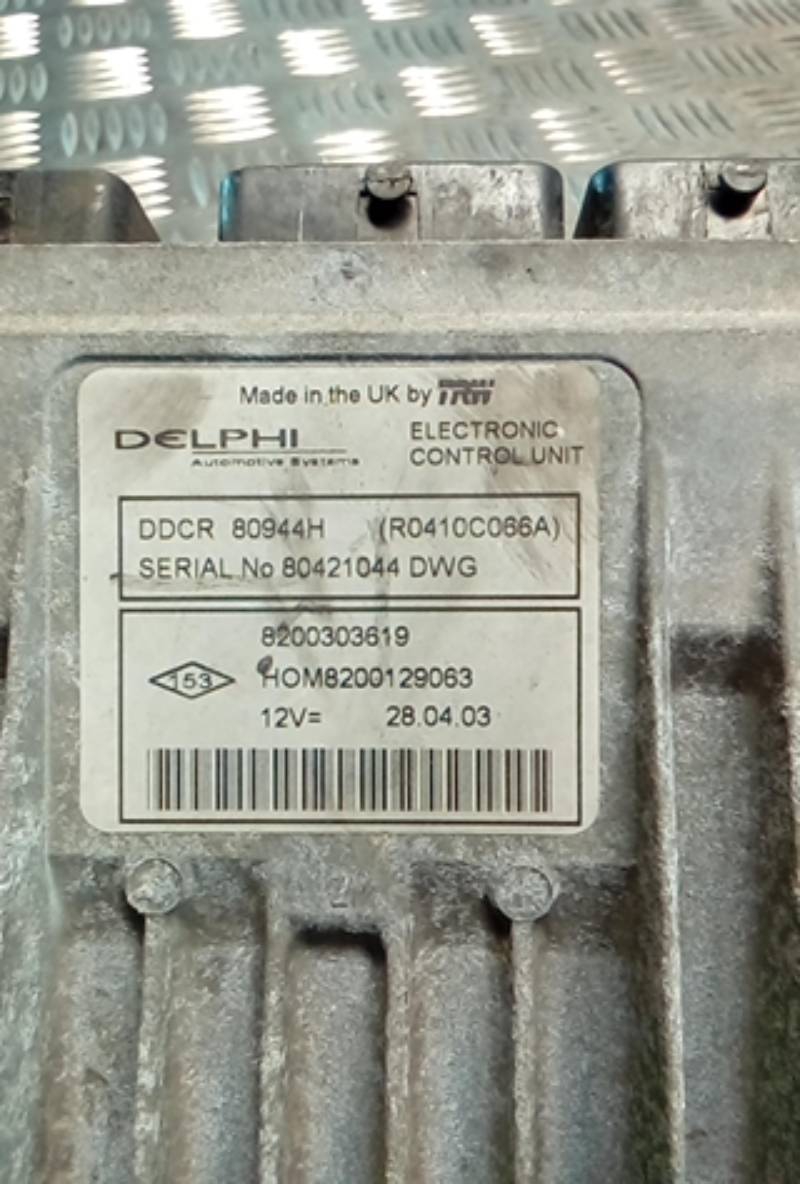 Made in the UK by TRW
DELPHI
Automotive Systems
ELECTRONIC
CONTROL UNIT
DDCR 80944H (R0410C066A)
SERIAL No 80421044 DWG
8200303619
153
HOM8200129063
12V= 28.04.03